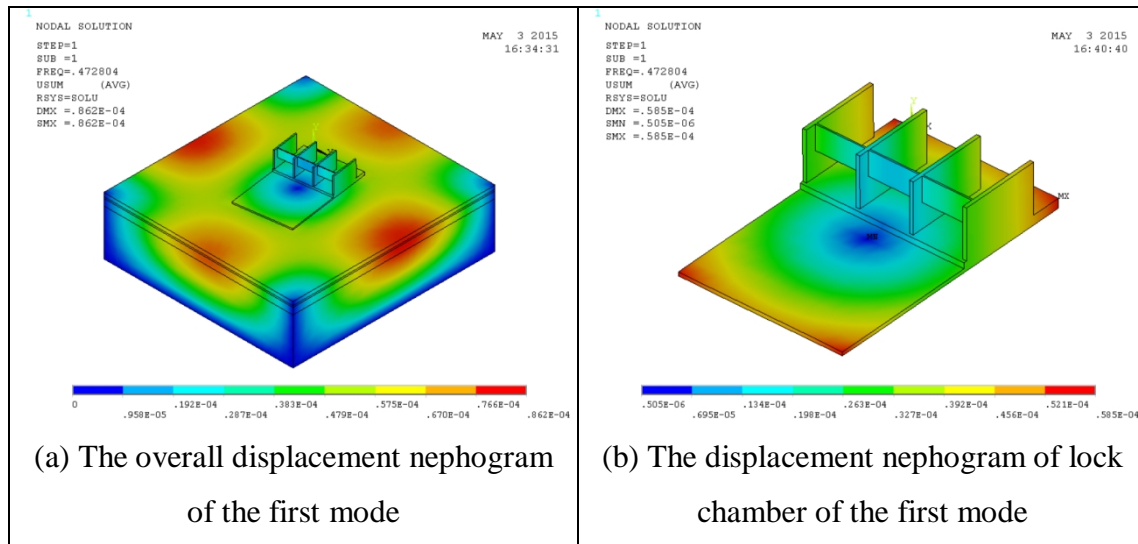 1
NODAL SOLUTION
STEP=1
SUB =1
FREQ=.472804
USUM (AVG)
RSYS=SOLU
DMX =.862E-04
SMX =.862E-04
MAY 3 2015
16:34:31
Y
0
.958E-05
.192E-04
.287E-04
.383E-04
.479E-04
.575E-04
.670E-04
.766E-04
.862E-04
(a) The overall displacement nephogram
of the first mode
1
NODAL SOLUTION
STEP=1
SUB =1
FREQ=.472804
USUM (AVG)
RSYS=SOLU
DMX =.585E-04
SMN =.505E-06
SMX =.585E-04
MAY 3 2015
16:40:40
Y
X
MX
MN
.505E-06
.695E-05
.134E-04
.198E-04
.263E-04
.327E-04
.392E-04
.456E-04
.521E-04
.585E-04
(b) The displacement nephogram of lock
chamber of the first mode